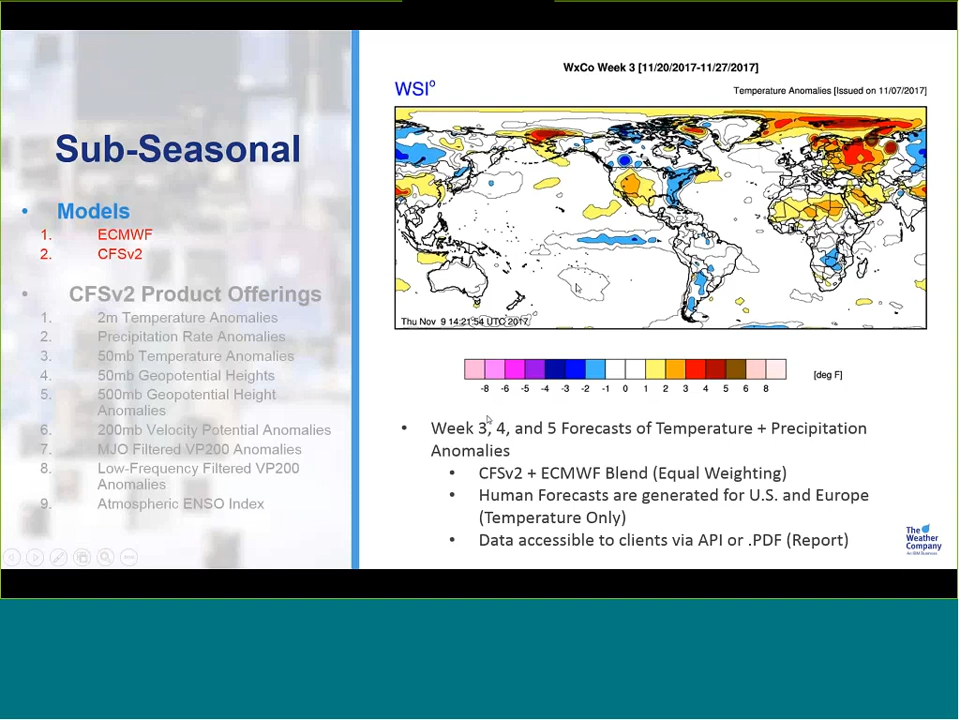 Sub-Seasonal
• Models
1. ECMWF
2. CFSv2
• CFSv2 Product Offerings
1. 2m Temperature Anomalies
2. Precipitation Rate Anomalies
3. 50mb Temperature Anomalies
4. 50mb Geopotential Heights
5. 500mb Geopotential Height
Anomalies
6. 200mb Velocity Potential Anomalies
7. MJO Filtered VP200 Anomalies
8. Low-Frequency Filtered VP200
Anomalies
9. Atmospheric ENSO Index
WxCo Week 3 [11/20/2017-11/27/2017]
WSI°
Temperature Anomalies [Issued on 11/07/2017]
Thu Nov 9 14:21:54 UTC 2017
-8 -6 -5 -4 -3 -2 -1 0 1 2 3 4 5 6 8
[deg F]
• Week 3, 4, and 5 Forecasts of Temperature + Precipitation
Anomalies
• CFSv2 + ECMWF Blend (Equal Weighting)
• Human Forecasts are generated for U.S. and Europe
(Temperature Only)
• Data accessible to clients via API or .PDF (Report)
The
Weather
Company
An IBM Business